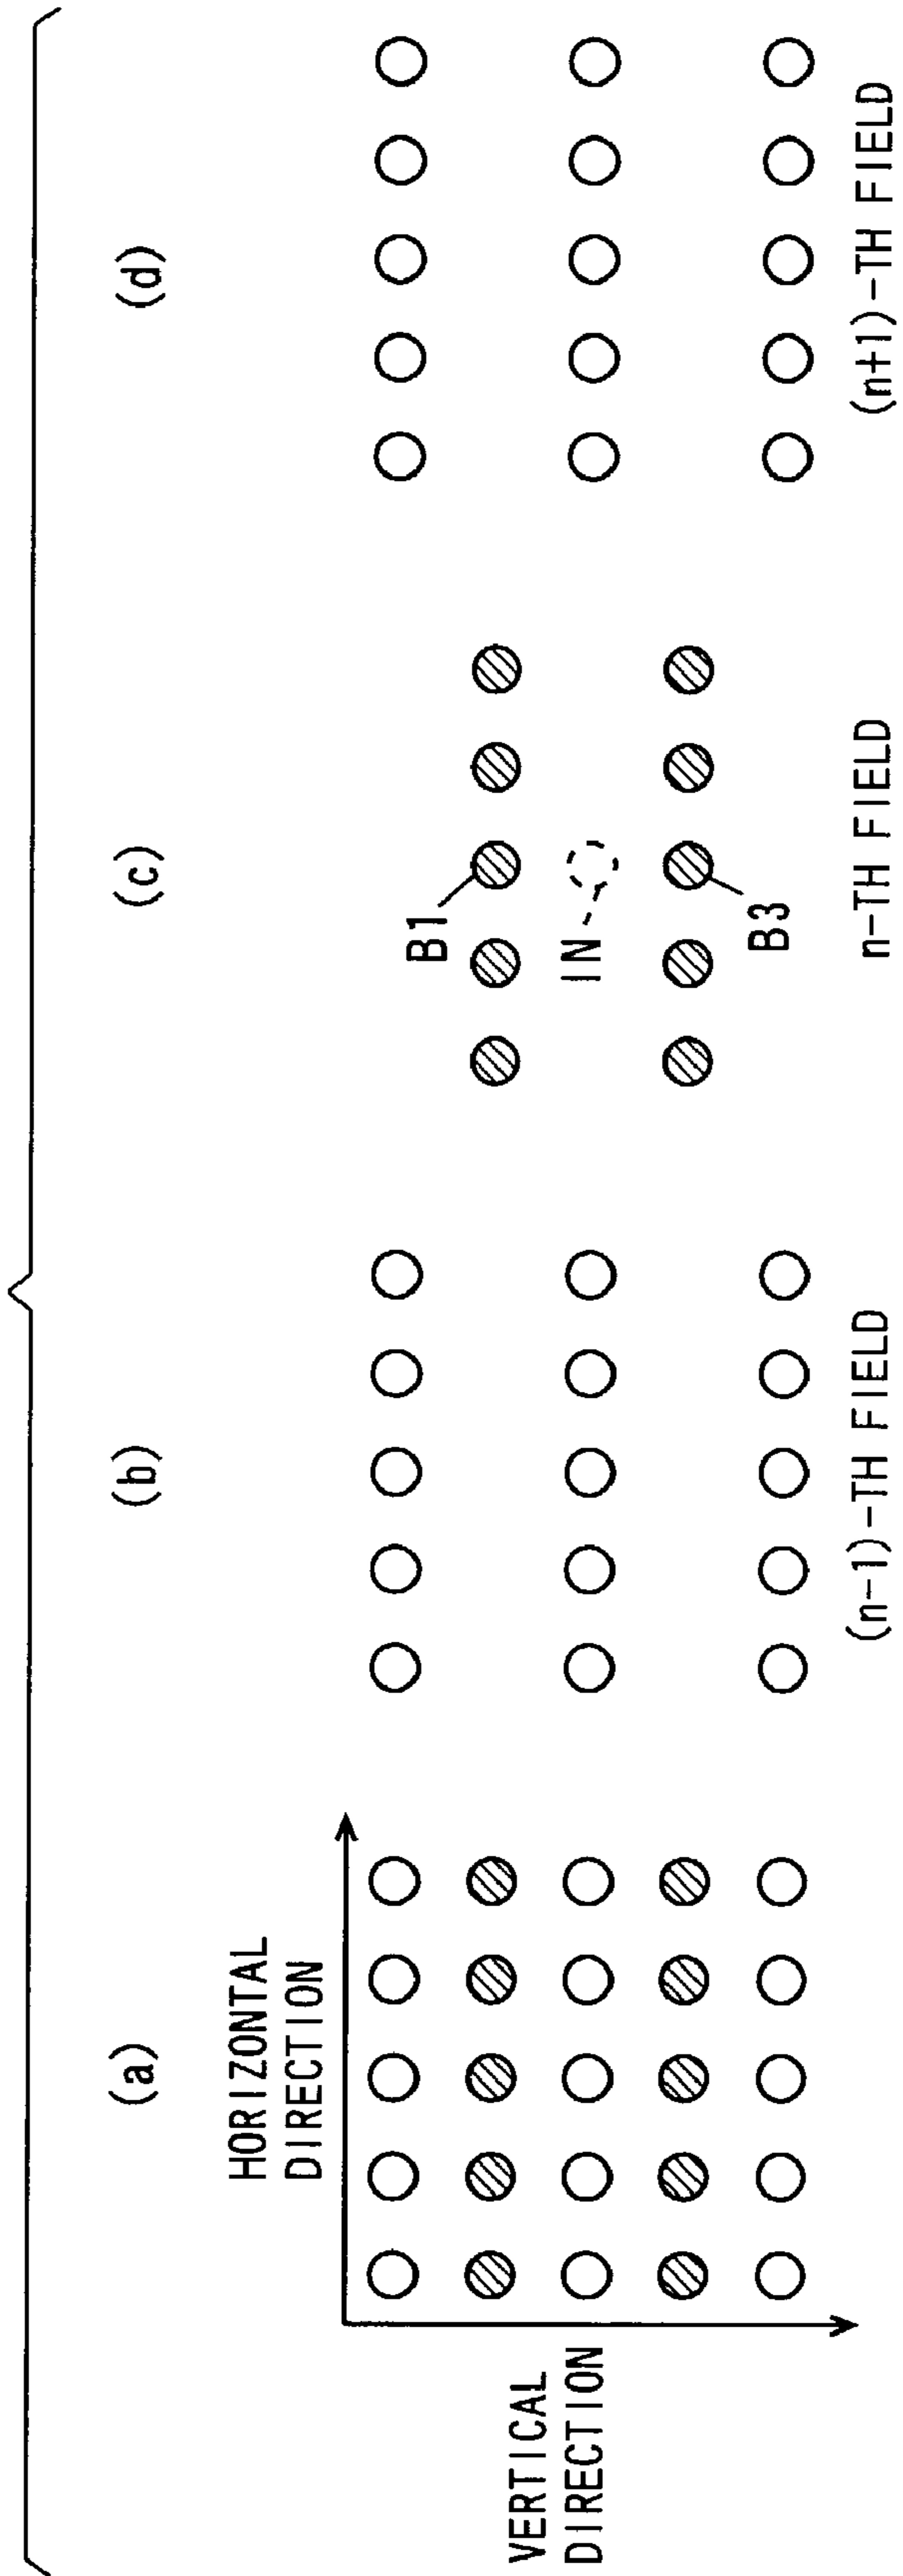 (a)
HORIZONTAL
DIRECTION
VERTICAL
DIRECTION
(b)
(n-1)-TH FIELD
(c)
B1
IN
B3
n-TH FIELD
(d)
(n+1)-TH FIELD